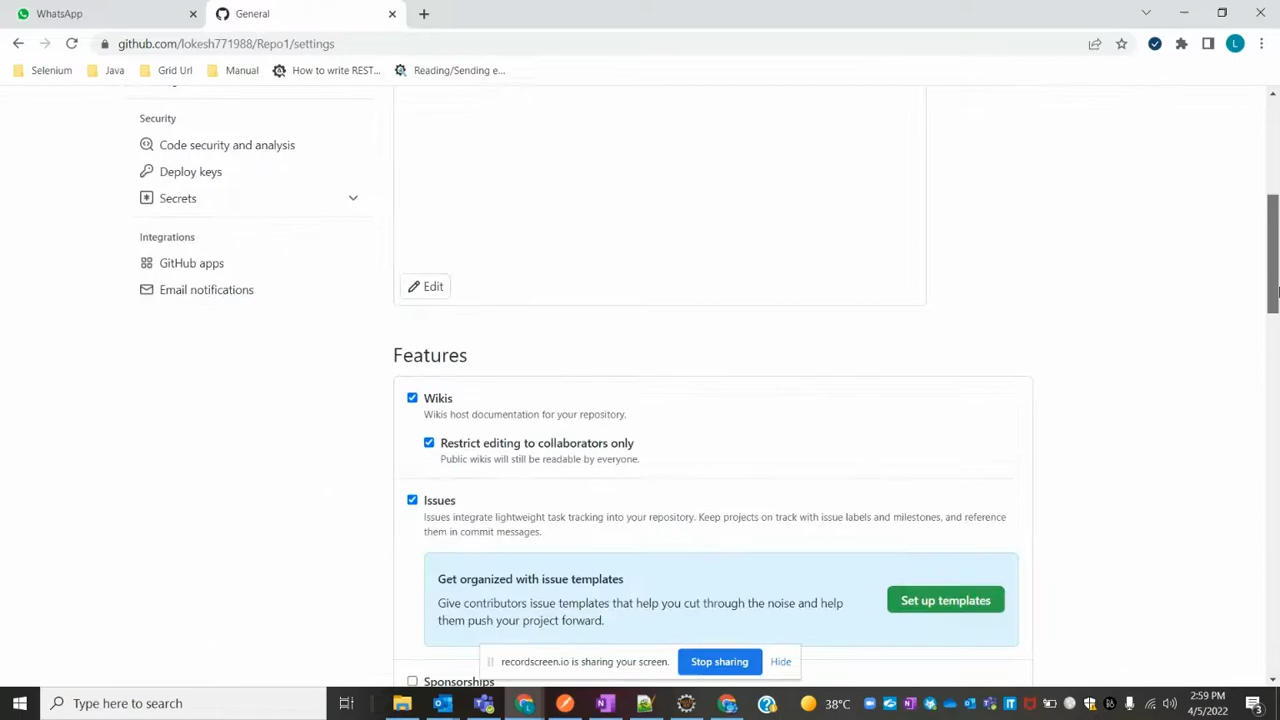 WhatsApp
General
github.com/lokesh771988/Repo1/settings
L
Selenium
Java
Grid Url
Manual
How to write REST...
Reading/Sending e...
Security
Code security and analysis
Deploy keys
Secrets
Integrations
GitHub apps
Email notifications
Edit
Features
Wikis
Wikis host documentation for your repository.
Restrict editing to collaborators only
Public wikis will still be readable by everyone.
Issues
Issues integrate lightweight task tracking into your repository. Keep projects on track with issue labels and milestones, and reference
them in commit messages.
Get organized with issue templates
Give contributors issue templates that help you cut through the noise and help
them push your project forward.
Set up templates
recordscreen.io is sharing your screen.
Stop sharing
Hide
Sponsorships
Type here to search
38°C
2:59 PM
4/5/2022